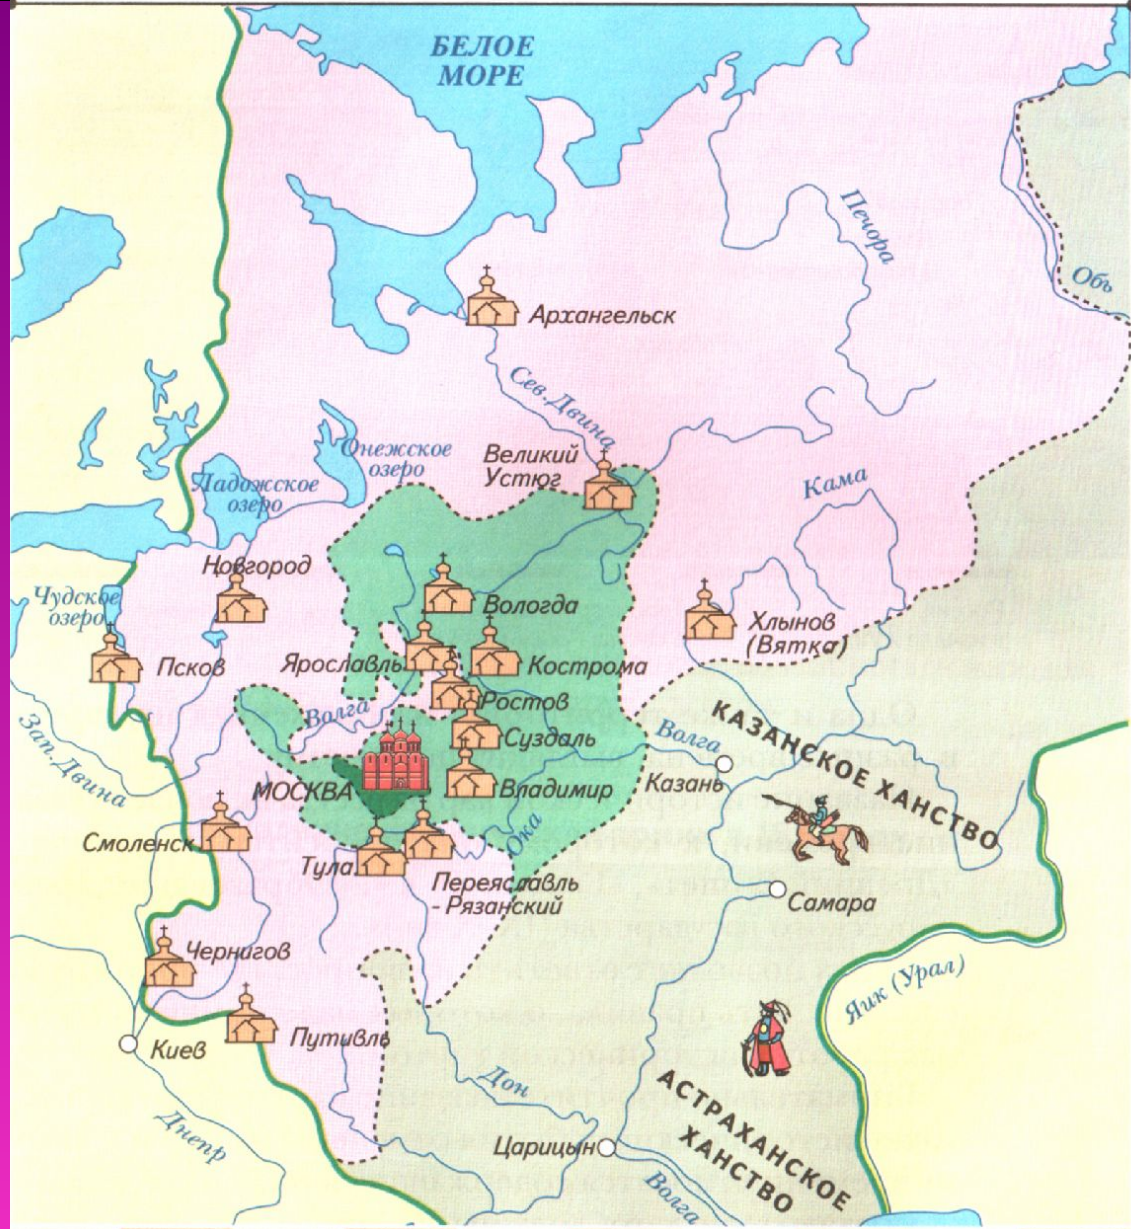 БЕЛОЕ
МОРЕ
Печора
Обь
Архангельск
Сев.Двина
Онежское
озеро
Великий
Устюг
Ладожское
озеро
Кама
Новгород
Чудское
озеро
Вологда
Хлынов
(Вятка)
Псков
Ярославль
Кострома
Ростов
Волга
Суздаль
Зап.Двина
Волга
КАЗАНСКОЕ ХАНСТВО
Казань
МОСКВА
Владимир
Смоленск
Ока
Тула
Переяславль
- Рязанский
Самара
Чернигов
Яик (Урал)
Путивль
Киев
Дон
АСТРАХАНСКОЕ
ХАНСТВО
Днепр
Царицын
Волга